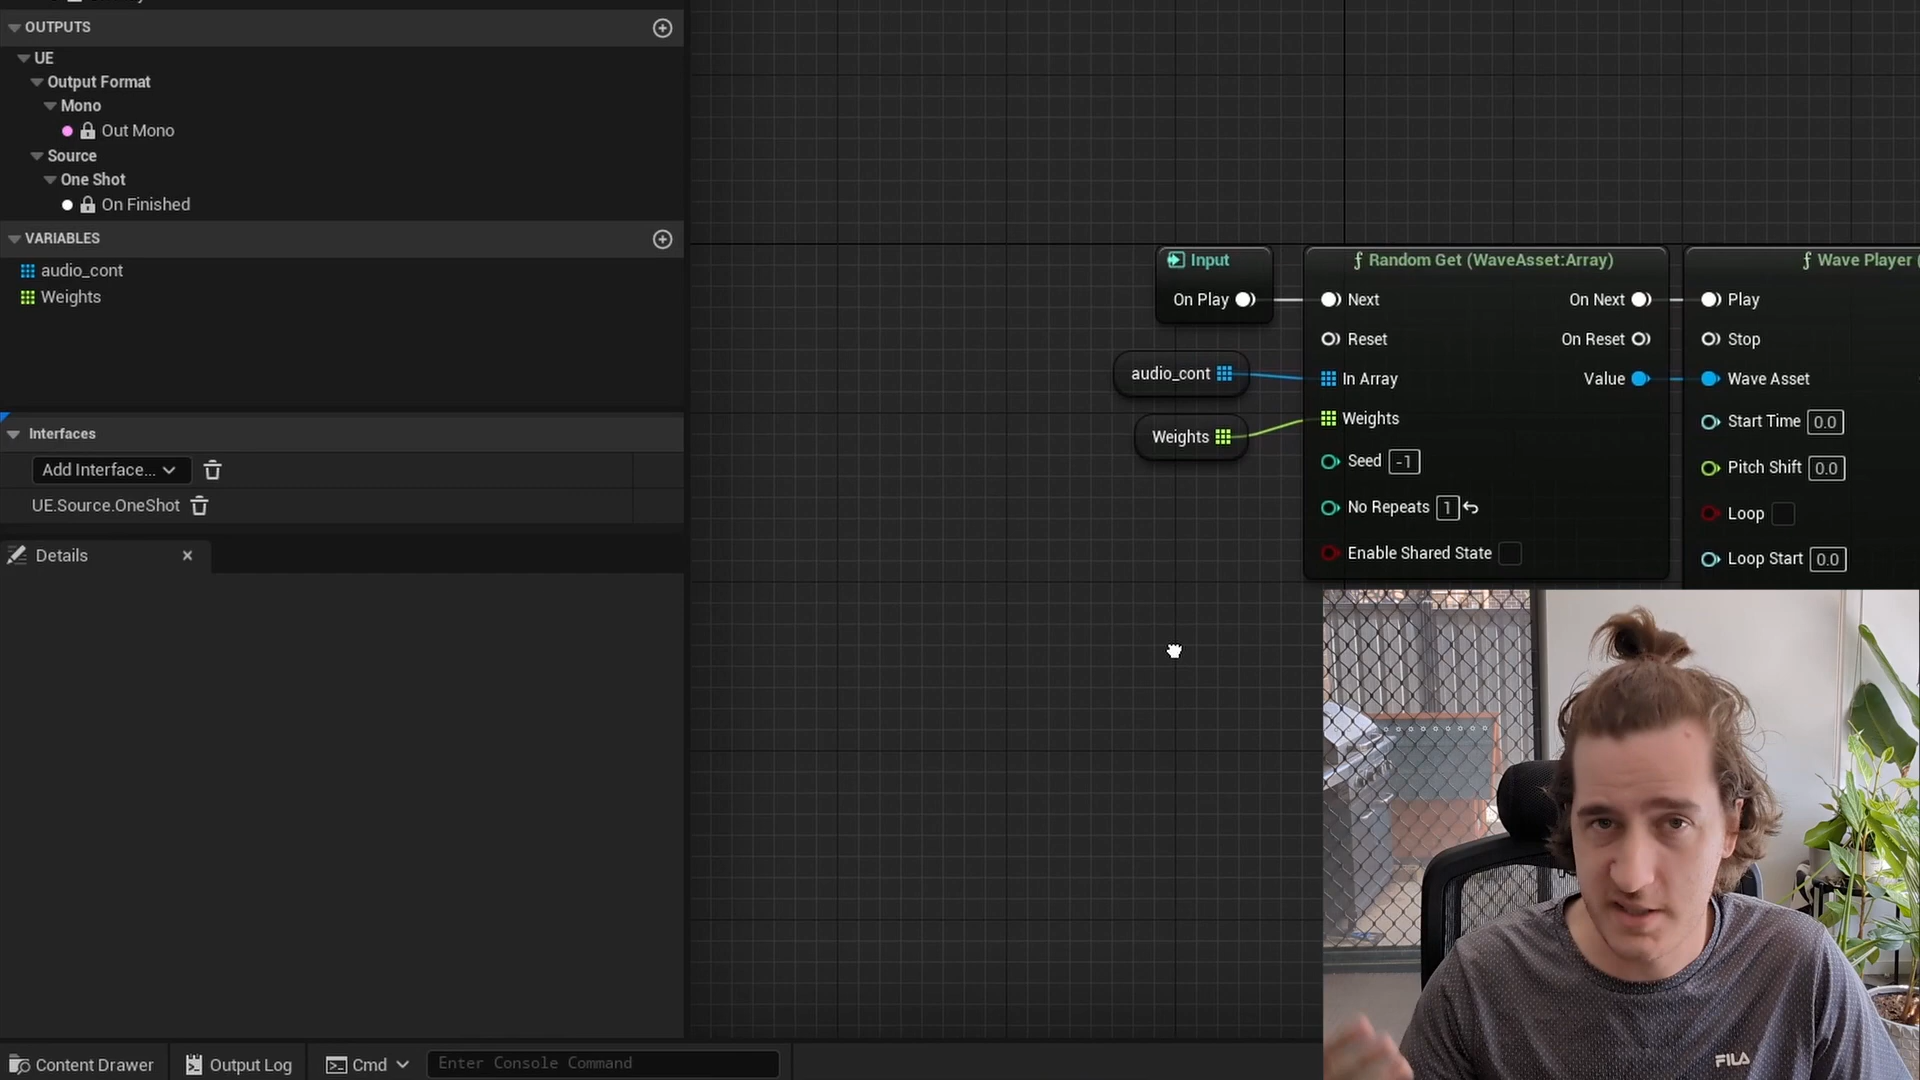 OUTPUTS
UE
Output Format
Mono
Out Mono
Source
One Shot
On Finished
VARIABLES
audio_cont
Weights
Interfaces
Add Interface...
UE.Source.OneShot
Details
Content Drawer
Output Log
Cmd
Enter Console Command
Input
On Play
audio_cont
Weights
Random Get (WaveAsset:Array)
Next
On Next
Reset
On Reset
In Array
Value
Weights
Seed -1
No Repeats 1
Enable Shared State
Wave Player (
Play
Stop
Wave Asset
Start Time 0.0
Pitch Shift 0.0
Loop
Loop Start 0.0
FILA